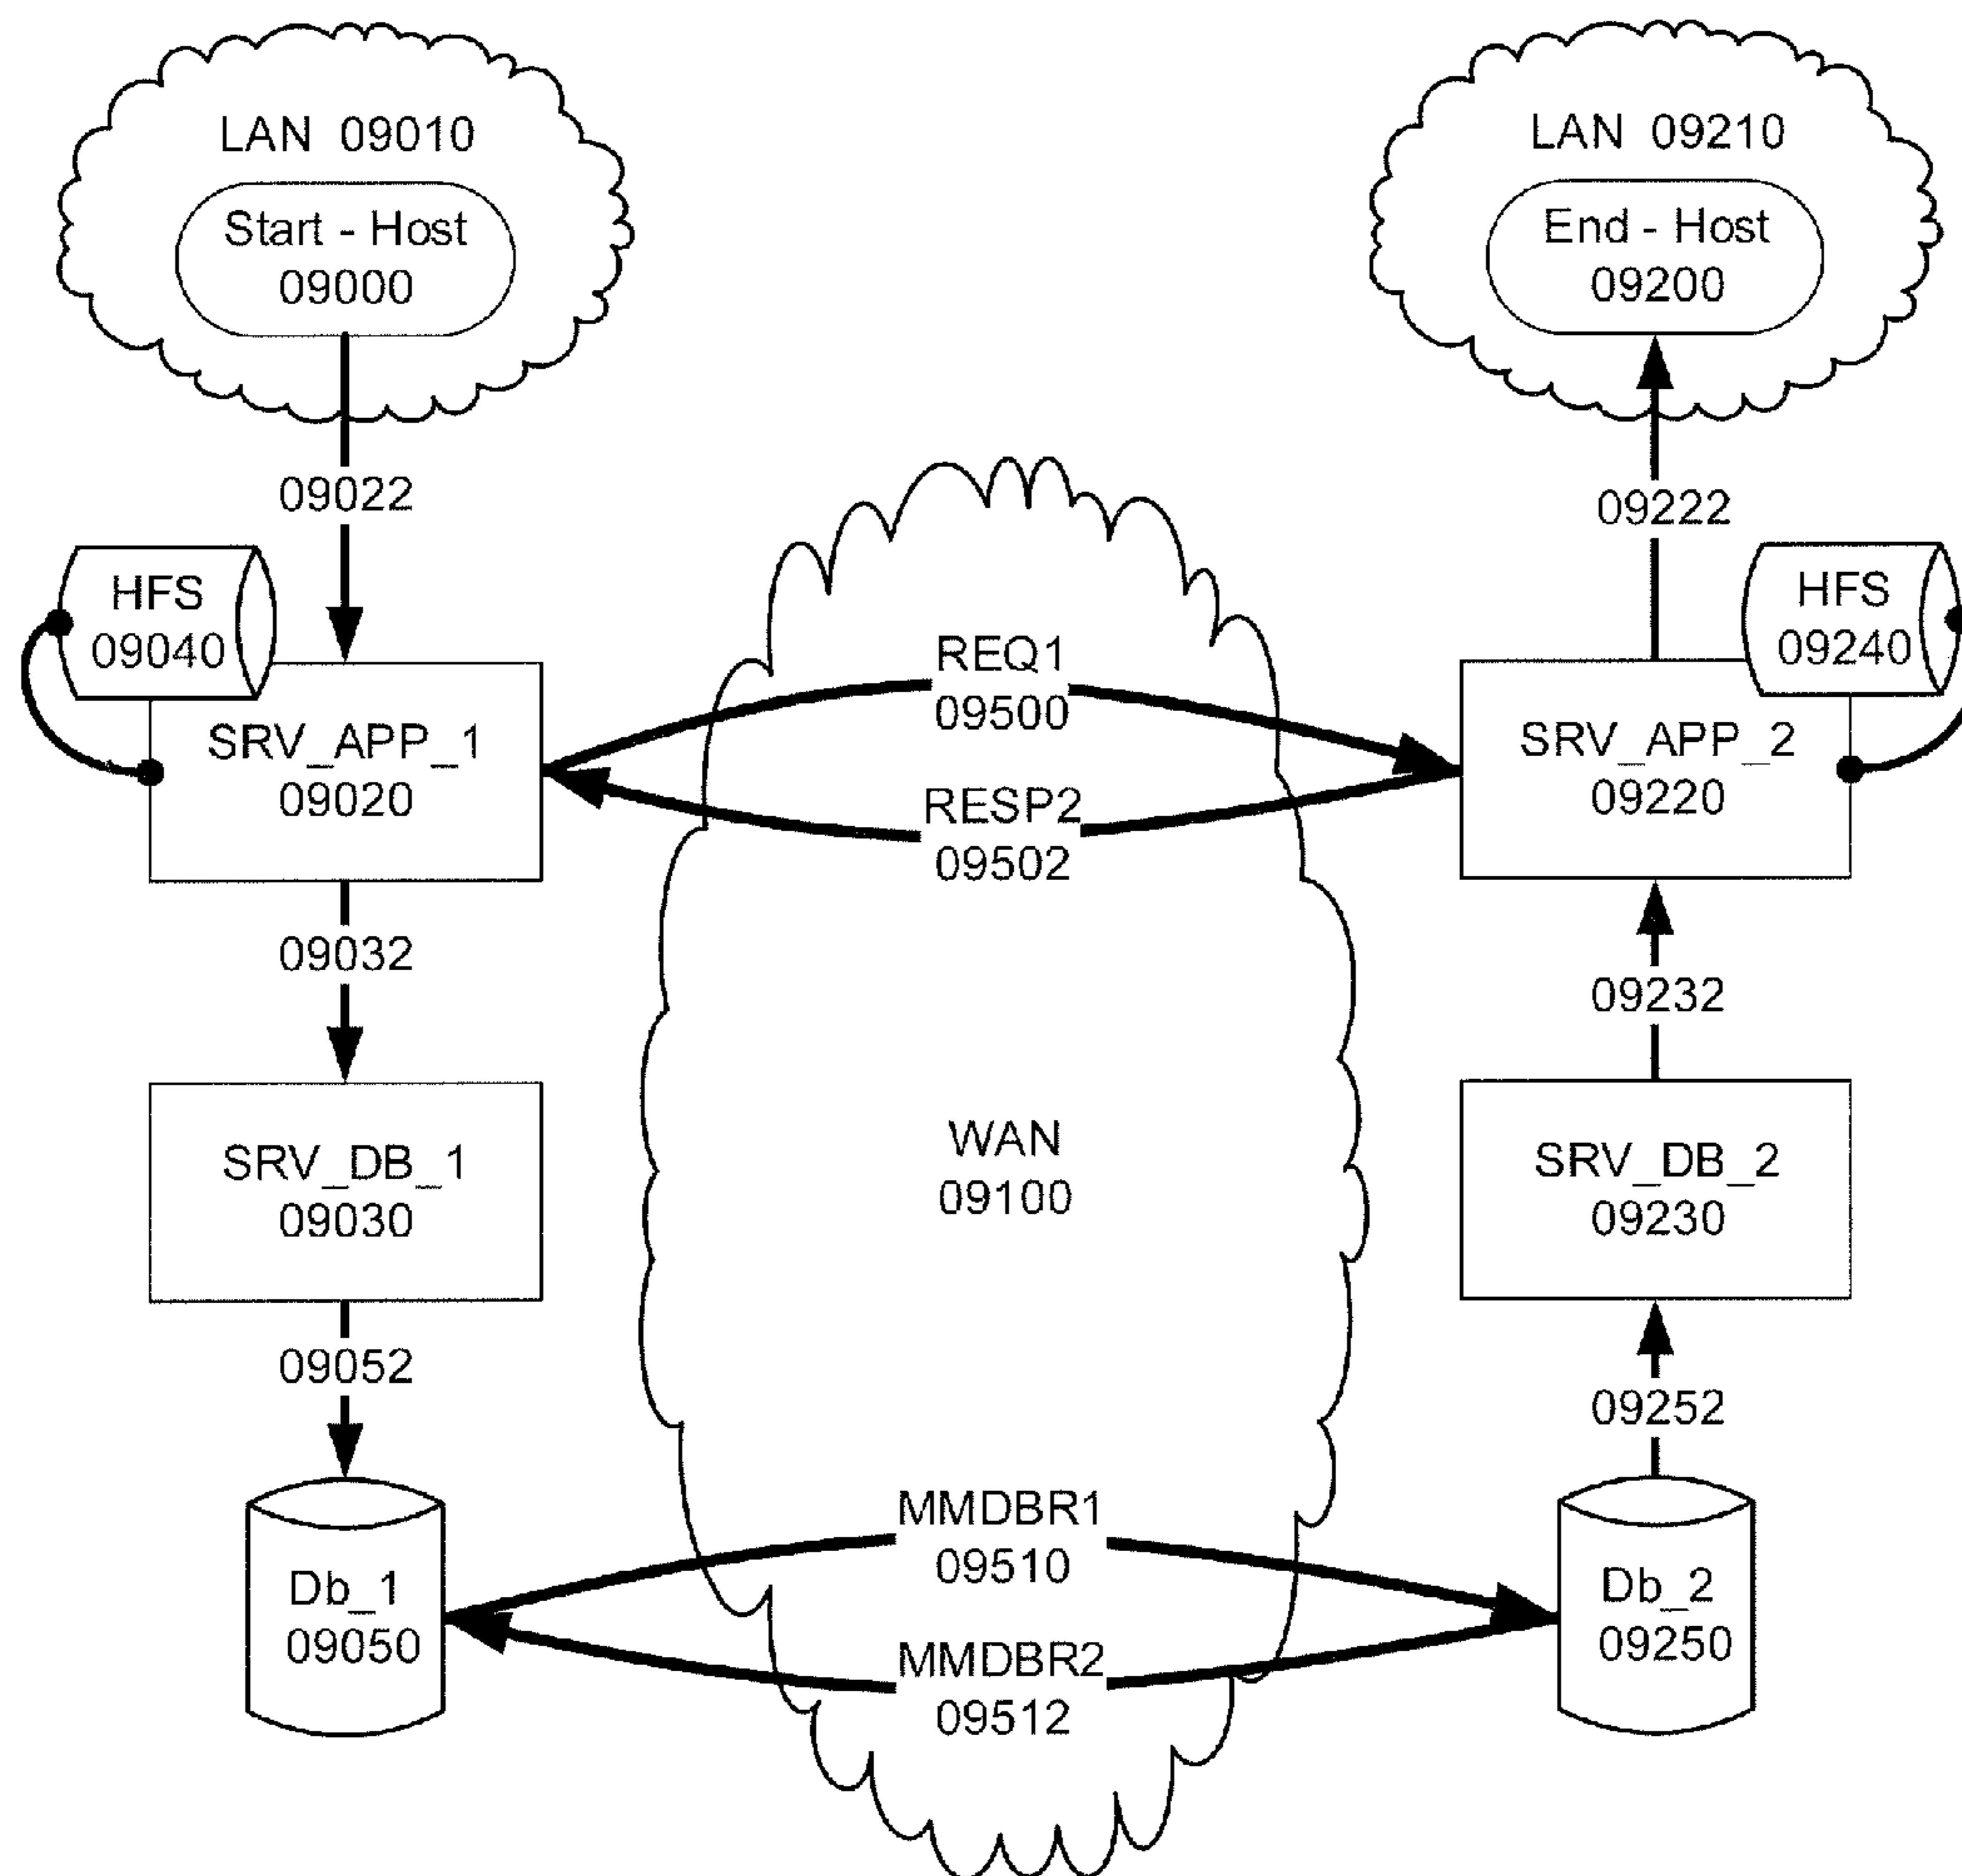 LAN 09010
Start - Host
09000
LAN 09210
End - Host
09200
09022
09222
HFS
09040
HFS
09240
REQ1
09500
SRV_APP_1
09020
SRV_APP_2
09220
RESP2
09502
09032
09232
SRV_DB_1
09030
WAN
09100
SRV_DB_2
09230
09052
09252
MMDBR1
09510
Db_1
09050
Db_2
09250
MMDBR2
09512